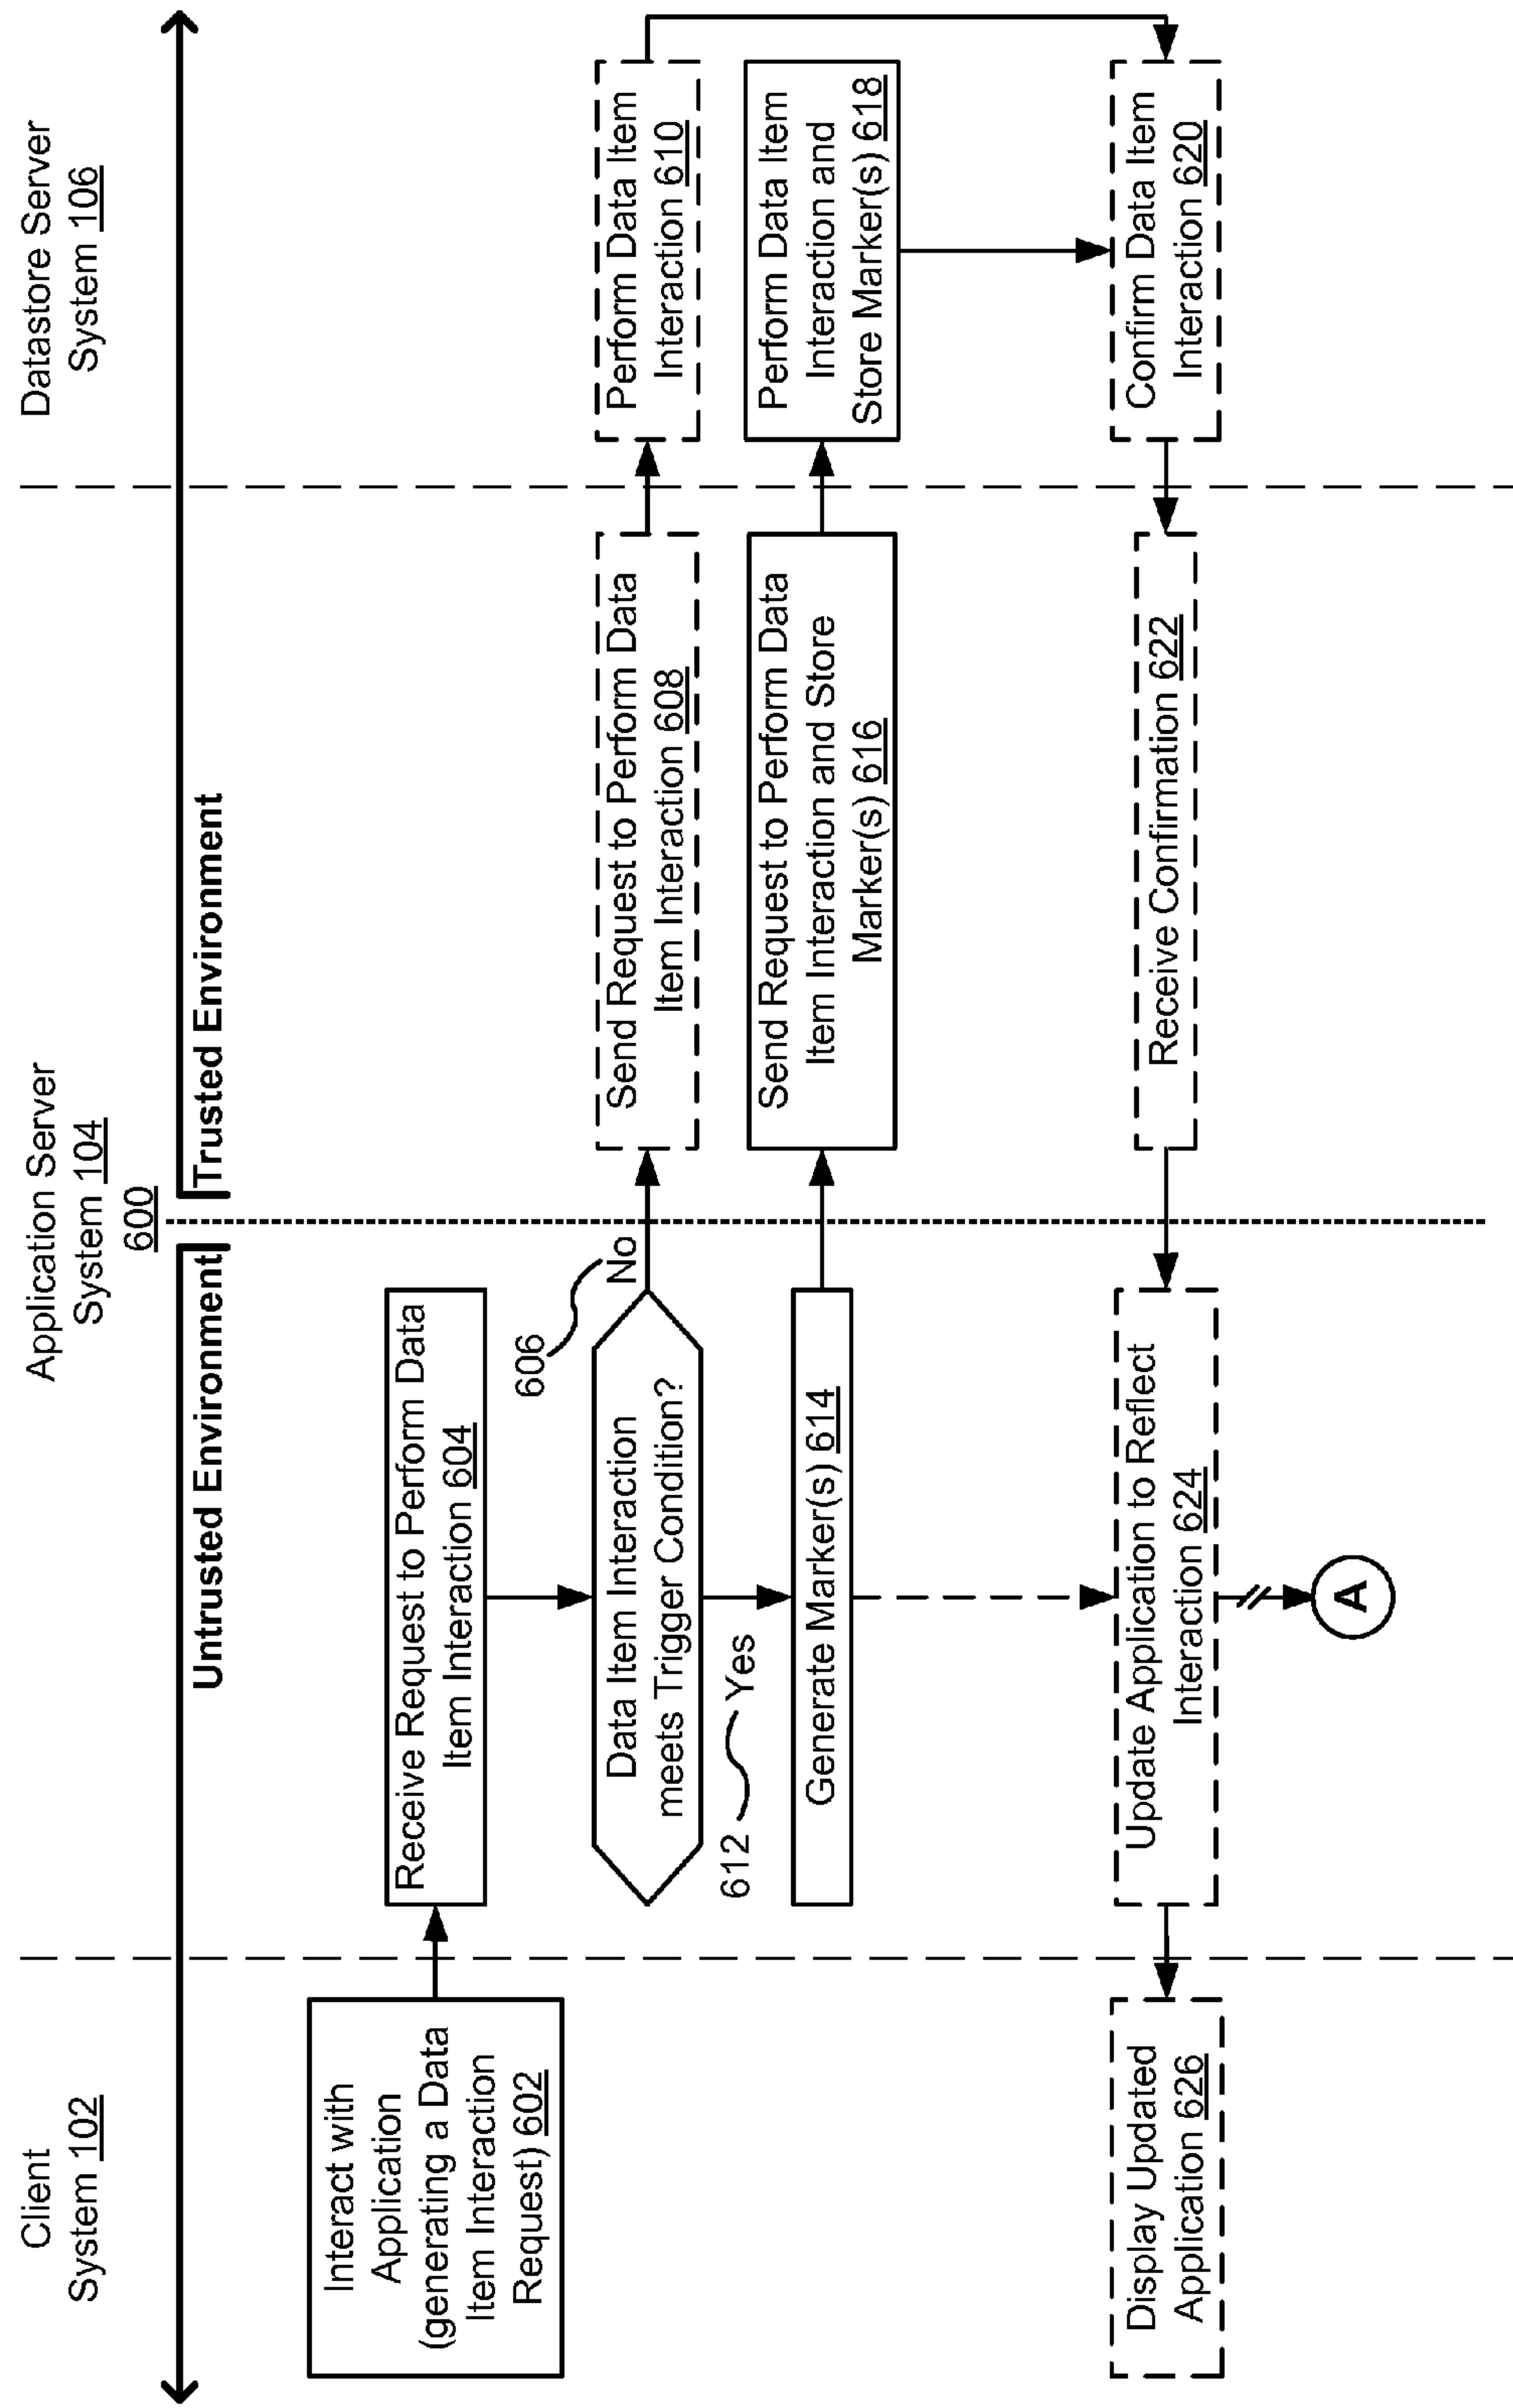 Client
System 102
Application Server
System 104
600
Datastore Server
System 106
Untrusted Environment
Trusted Environment
Interact with
Application
(generating a Data
Item Interaction
Request) 602
Receive Request to Perform Data
Item Interaction 604
606
No
Data Item Interaction
meets Trigger Condition?
Send Request to Perform Data
Item Interaction 608
Perform Data Item
Interaction 610
612
Yes
Generate Marker(s) 614
Send Request to Perform Data
Item Interaction and Store
Marker(s) 616
Perform Data Item
Interaction and
Store Marker(s) 618
Confirm Data Item
Interaction 620
Receive Confirmation 622
Update Application to Reflect
Interaction 624
Display Updated
Application 626
A